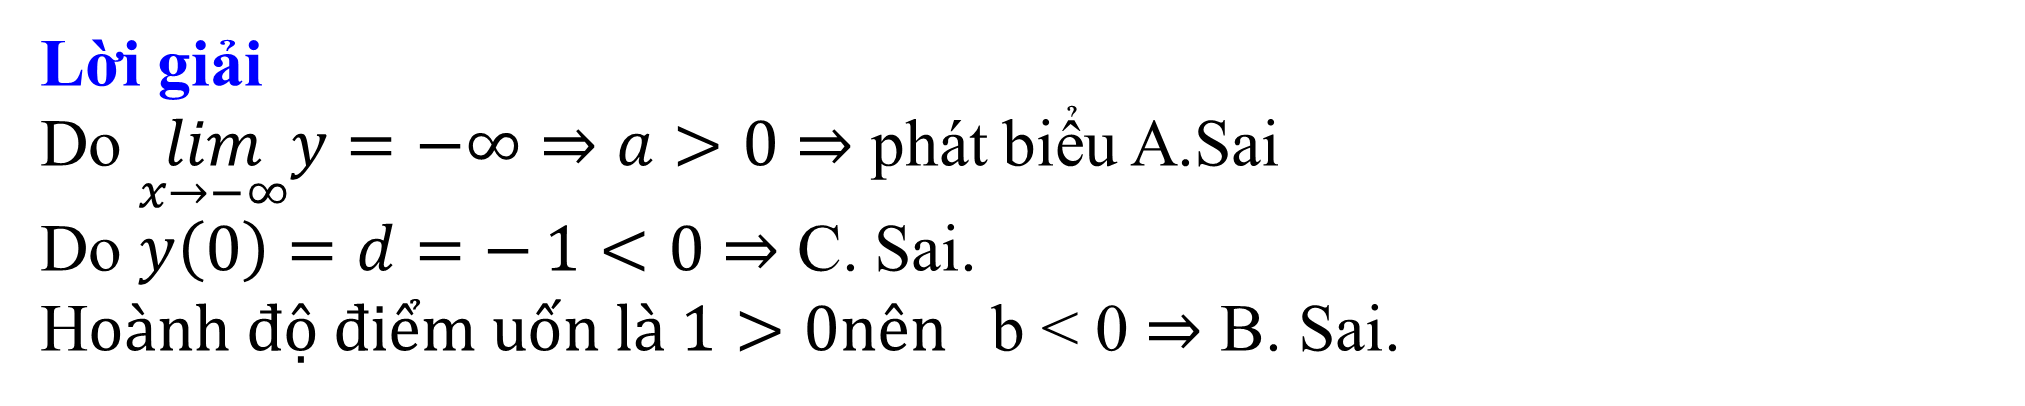 Lời giải
Do lim y = −∞ ⇒ a > 0 ⇒ phát biểu A.Sai
x→−∞
Do y(0) = d = − 1 < 0 ⇒ C. Sai.
Hoành độ điểm uốn là 1 > 0nên b < 0 ⇒ B. Sai.